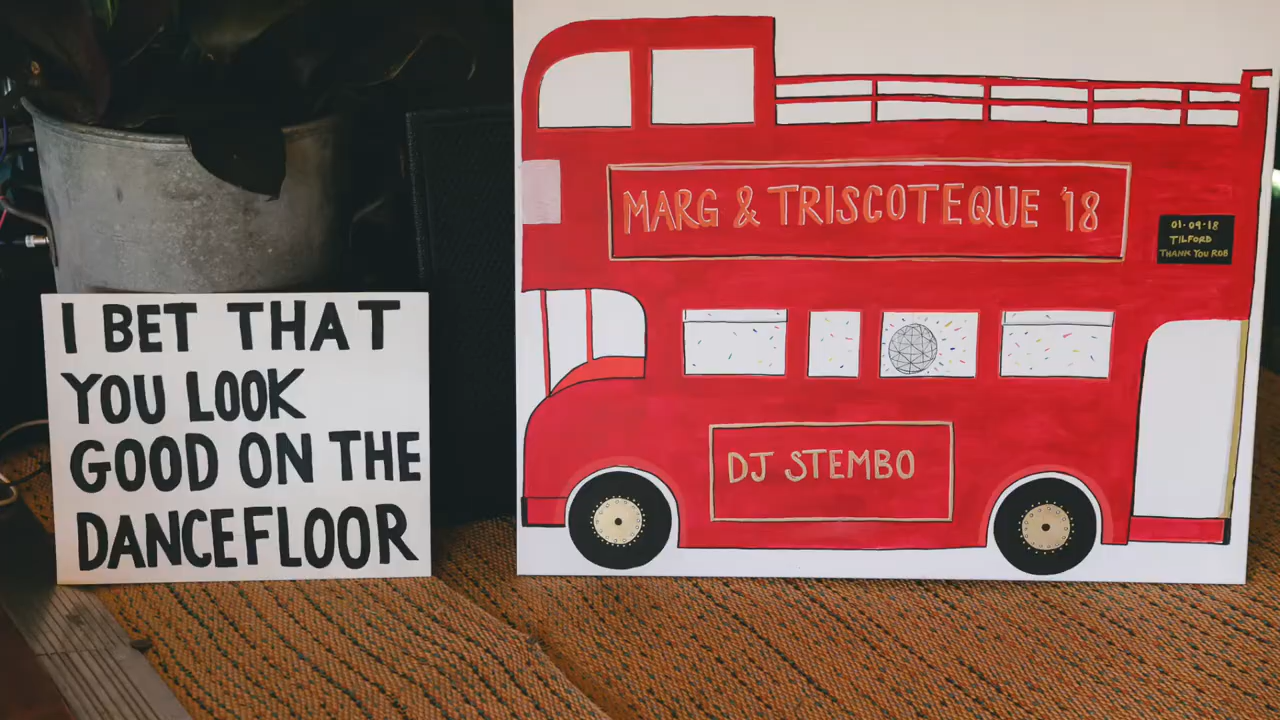 I BET THAT
YOU LOOK
GOOD ON THE
DANCEFLOOR
MARG & TRISCOTEQUE '18
01·09·18
TILFORD
THANK YOU ROB
DJ STEMBO